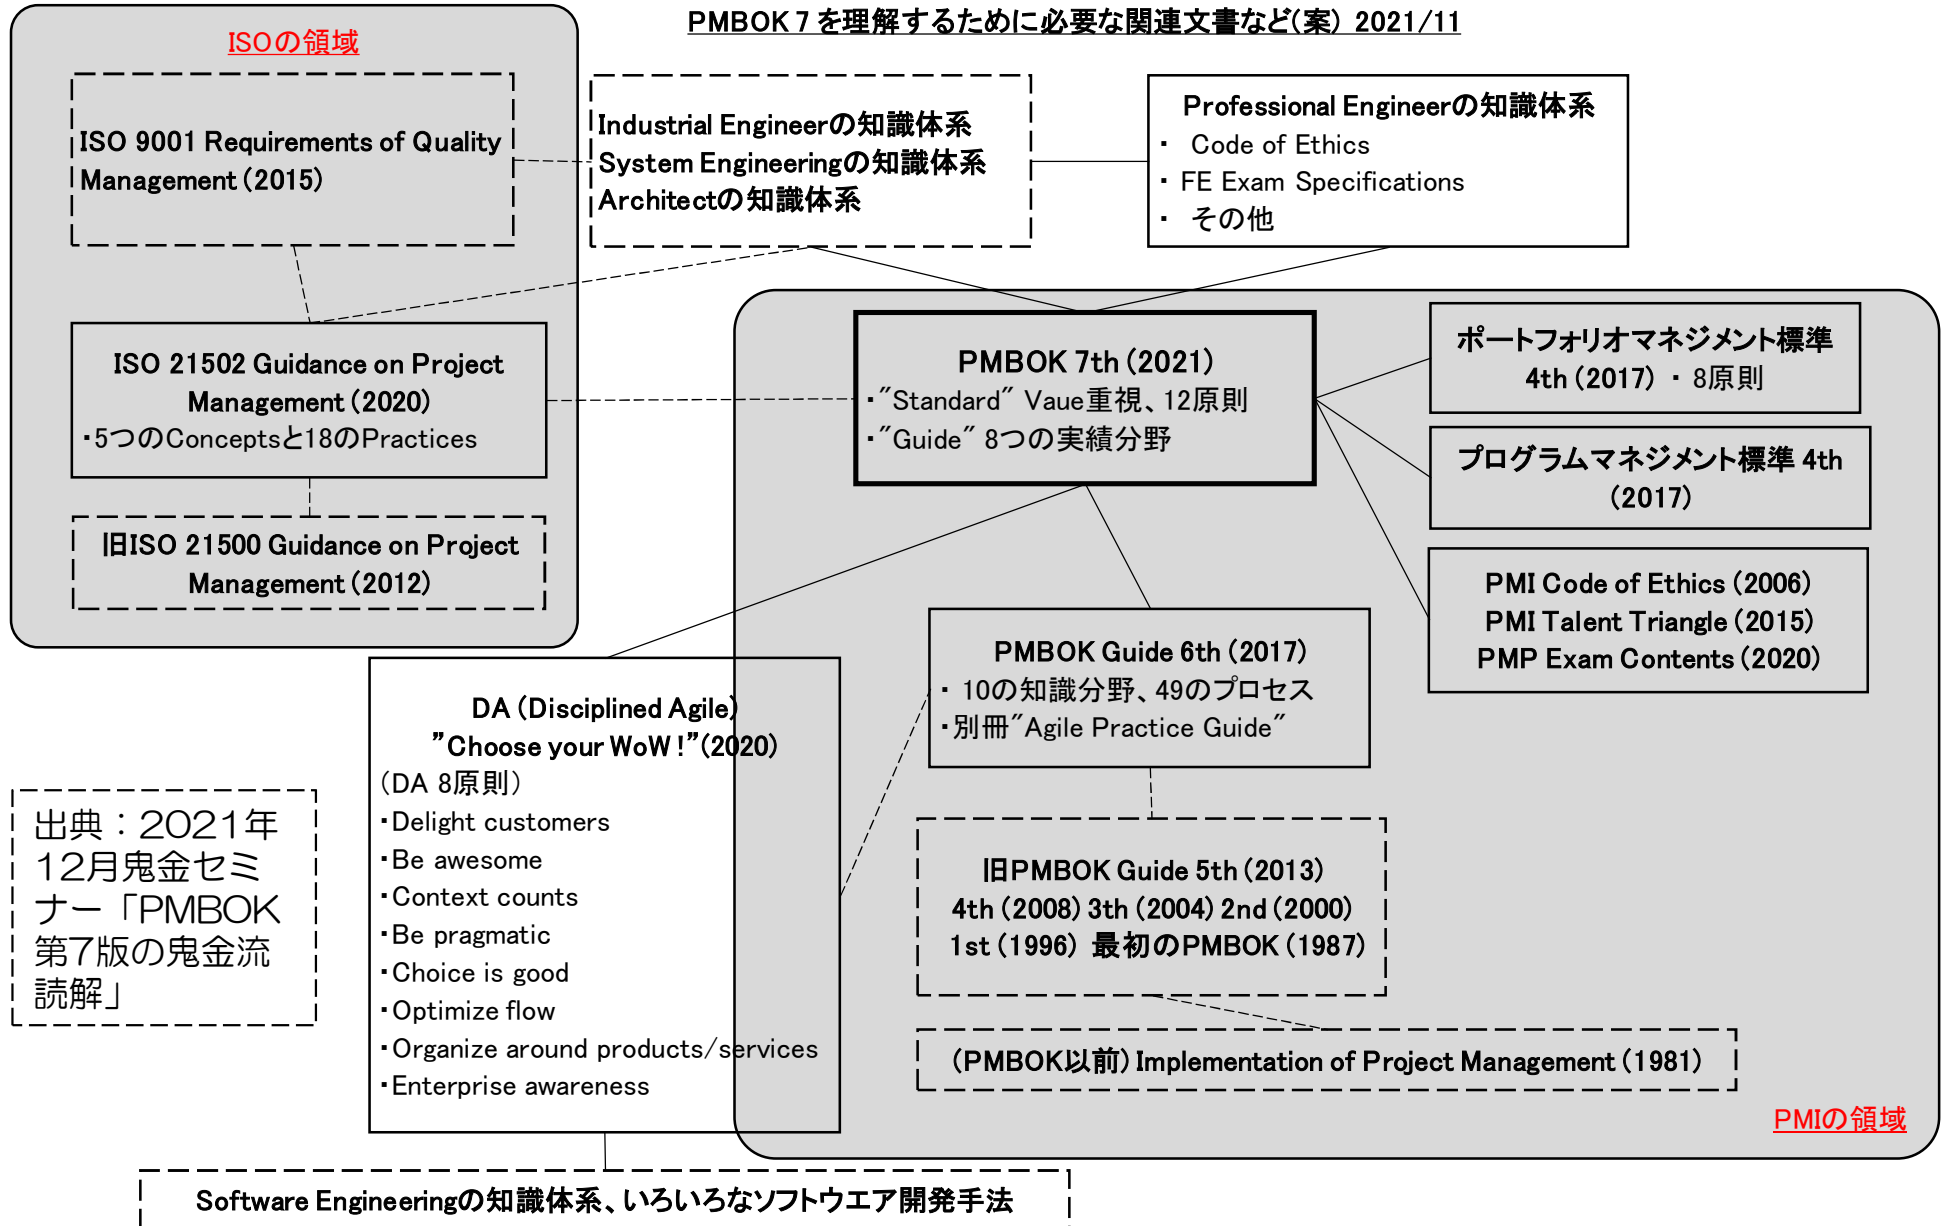 PMBOK 7 を理解するために必要な関連文書など(案) 2021/11
ISOの領域
ISO 9001 Requirements of Quality
Management (2015)
Industrial Engineerの知識体系
System Engineeringの知識体系
Architectの知識体系
Professional Engineerの知識体系
・ Code of Ethics
・ FE Exam Specifications
・ その他
ISO 21502 Guidance on Project
Management (2020)
・5つのConceptsと18のPractices
旧ISO 21500 Guidance on Project
Management (2012)
PMBOK 7th (2021)
・"Standard" Vaue重視、12原則
・"Guide" 8つの実績分野
ポートフォリオマネジメント標準
4th (2017) ・ 8原則
プログラムマネジメント標準 4th
(2017)
PMI Code of Ethics (2006)
PMI Talent Triangle (2015)
PMP Exam Contents (2020)
PMBOK Guide 6th (2017)
・ 10の知識分野、49のプロセス
・別冊"Agile Practice Guide"
DA (Disciplined Agile)
"Choose your WoW !"(2020)
(DA 8原則)
・Delight customers
・Be awesome
・Context counts
・Be pragmatic
・Choice is good
・Optimize flow
・Organize around products/services
・Enterprise awareness
出典：2021年
12月鬼金セミ
ナー「PMBOK
第7版の鬼金流
読解」
旧PMBOK Guide 5th (2013)
4th (2008) 3th (2004) 2nd (2000)
1st (1996) 最初のPMBOK (1987)
(PMBOK以前) Implementation of Project Management (1981)
PMIの領域
Software Engineeringの知識体系、いろいろなソフトウエア開発手法